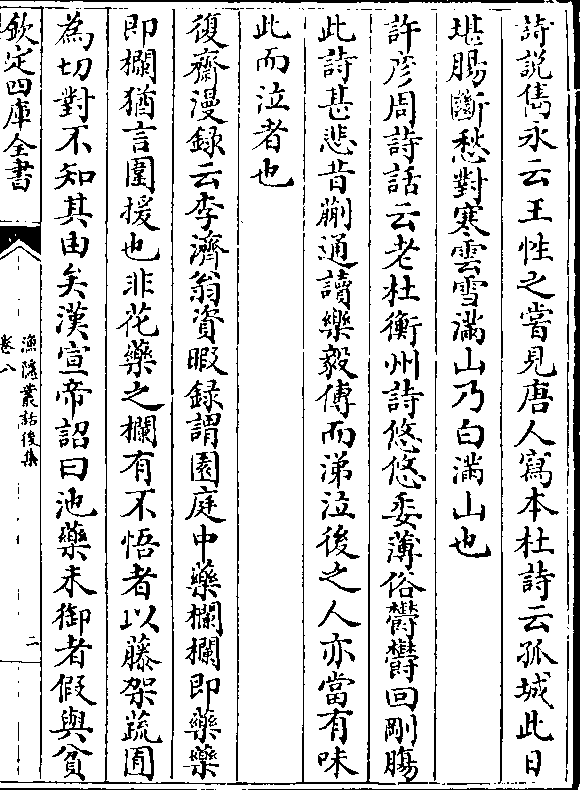 詩説雋永云王性之嘗見唐人寫本杜詩云孤城此日
堪腸斷愁對寒雲雪滿山乃白滿山也
許彦周詩話云老杜衡州詩悠悠委薄俗鬱鬱回剛腸
此詩甚悲昔蒯通讀樂毅傳而涕泣後之人亦當有味
此而泣者也
復齋漫録云李濟翁資暇録謂園庭中藥欄欄即藥藥
即欄猶言圍援也非花藥之欄有不悟者以藤架蔬圃
為切對不知其由矣漢宣帝詔曰池藥未御者假與貧
欽定四庫全書
漁隱叢話後集
卷八
二